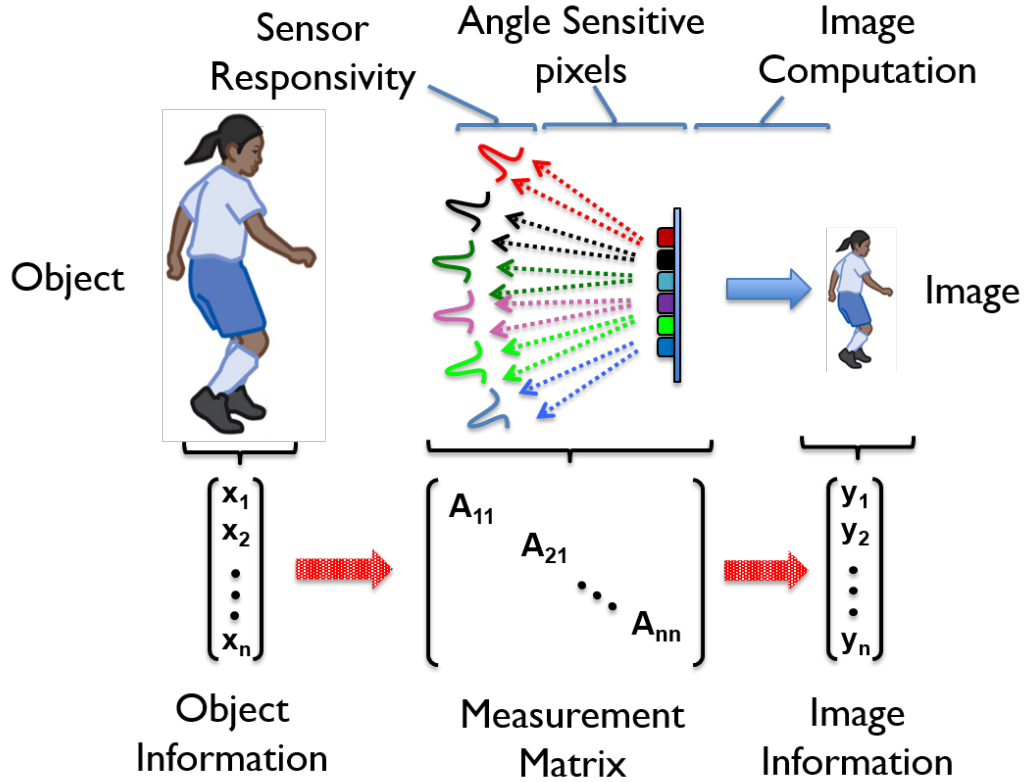 Sensor
Responsivity
Angle Sensitive
pixels
Image
Computation
Object
Image
x1
x2
xn
A11
A21
Ann
y1
y2
yn
Object
Information
Measurement
Matrix
Image
Information